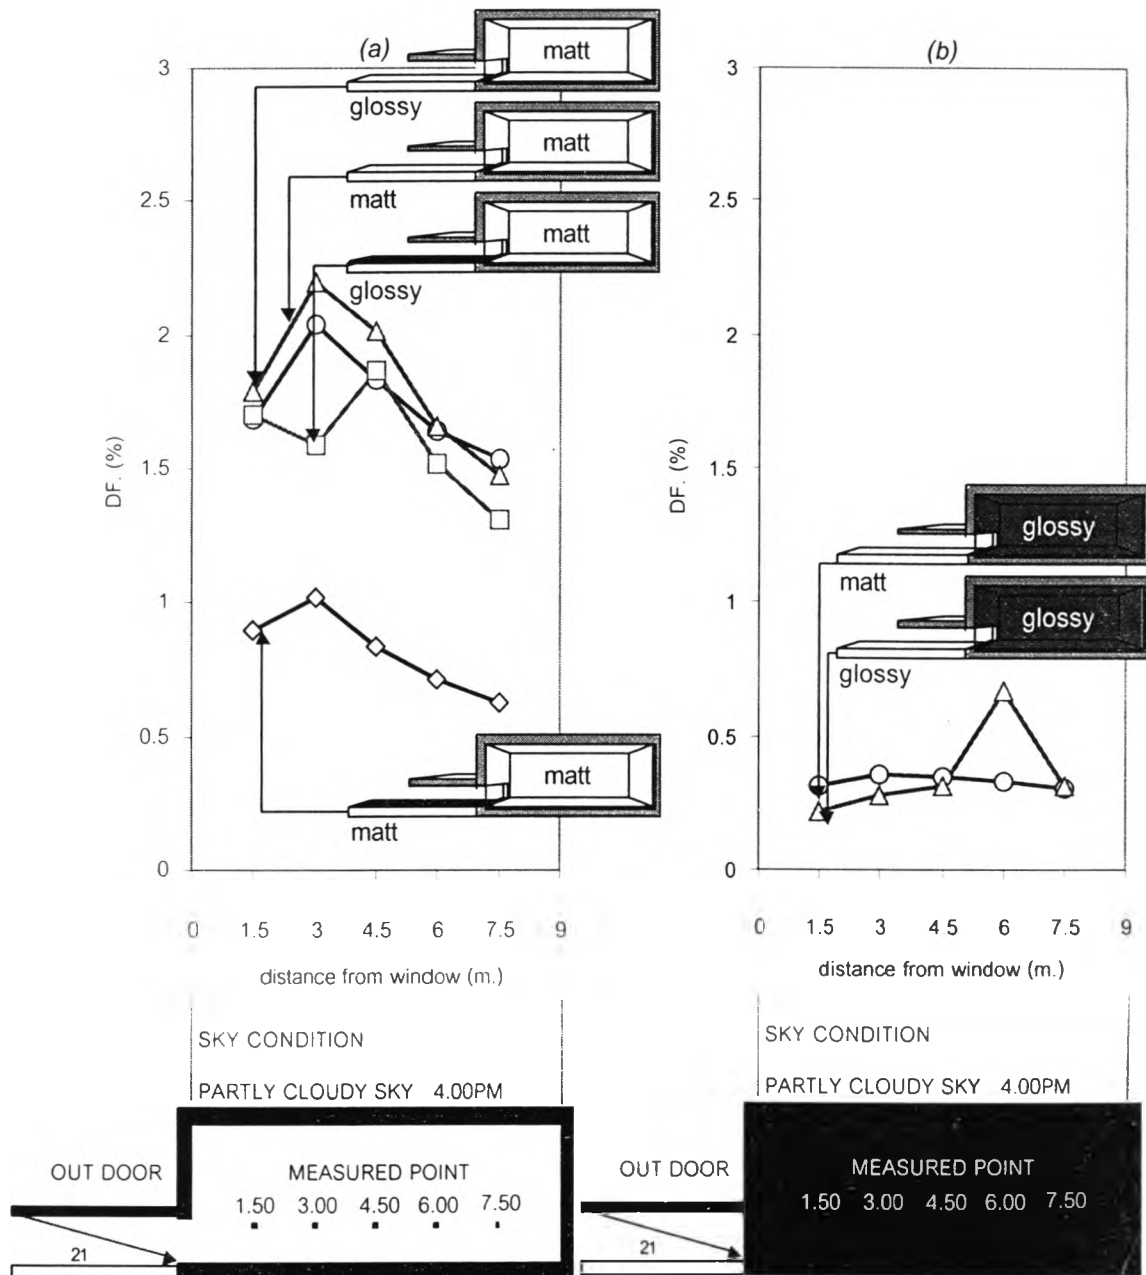 (a)
3
2.5
2
1.5
1
0.5
0
DF. (%)
matt
glossy
matt
matt
matt
glossy
matt
matt
0 1.5 3 4.5 6 7.5 9
distance from window (m.)
SKY CONDITION
PARTLY CLOUDY SKY 4.00PM
OUT DOOR
MEASURED POINT
1.50 3.00 4.50 6.00 7.50
21
(b)
3
2.5
2
1.5
1
0.5
0
DF. (%)
glossy
matt
glossy
glossy
0 1.5 3 4.5 6 7.5 9
distance from window (m.)
SKY CONDITION
PARTLY CLOUDY SKY 4.00PM
OUT DOOR
MEASURED POINT
1.50 3.00 4.50 6.00 7.50
21